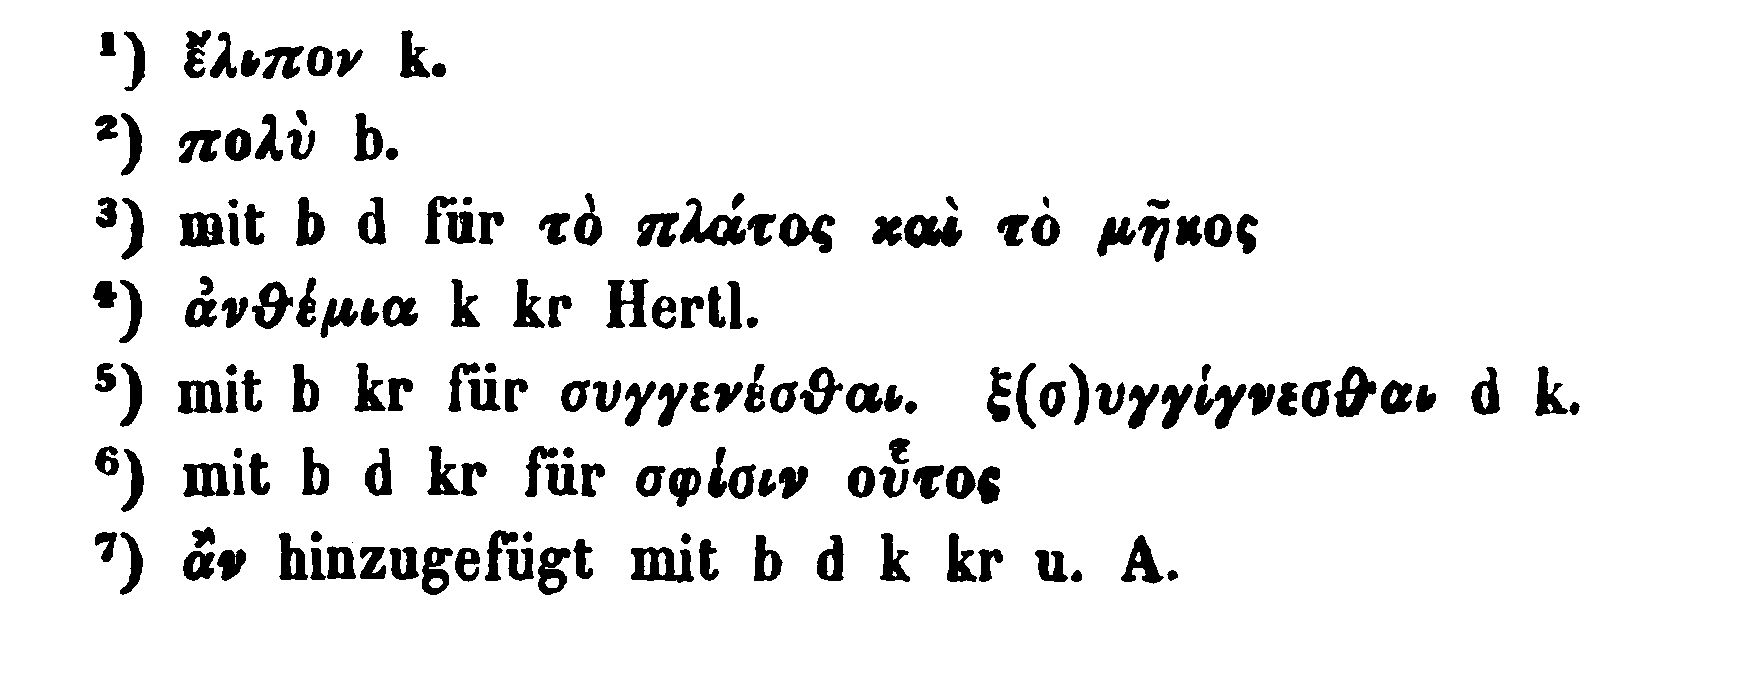 ¹) ἔλιπον k.
²) πολὺ b.
³) mit b d für τὸ πλάτος καὶ τὸ μῆκος
⁴) ἀνθέμια k kr Hertl.
⁵) mit b kr für συγγενέσθαι. ξ(σ)υγγίγνεσθαι d k.
⁶) mit b d kr für σφίσιν οὗτος
⁷) ἂν hinzugefügt mit b d k kr u. A.